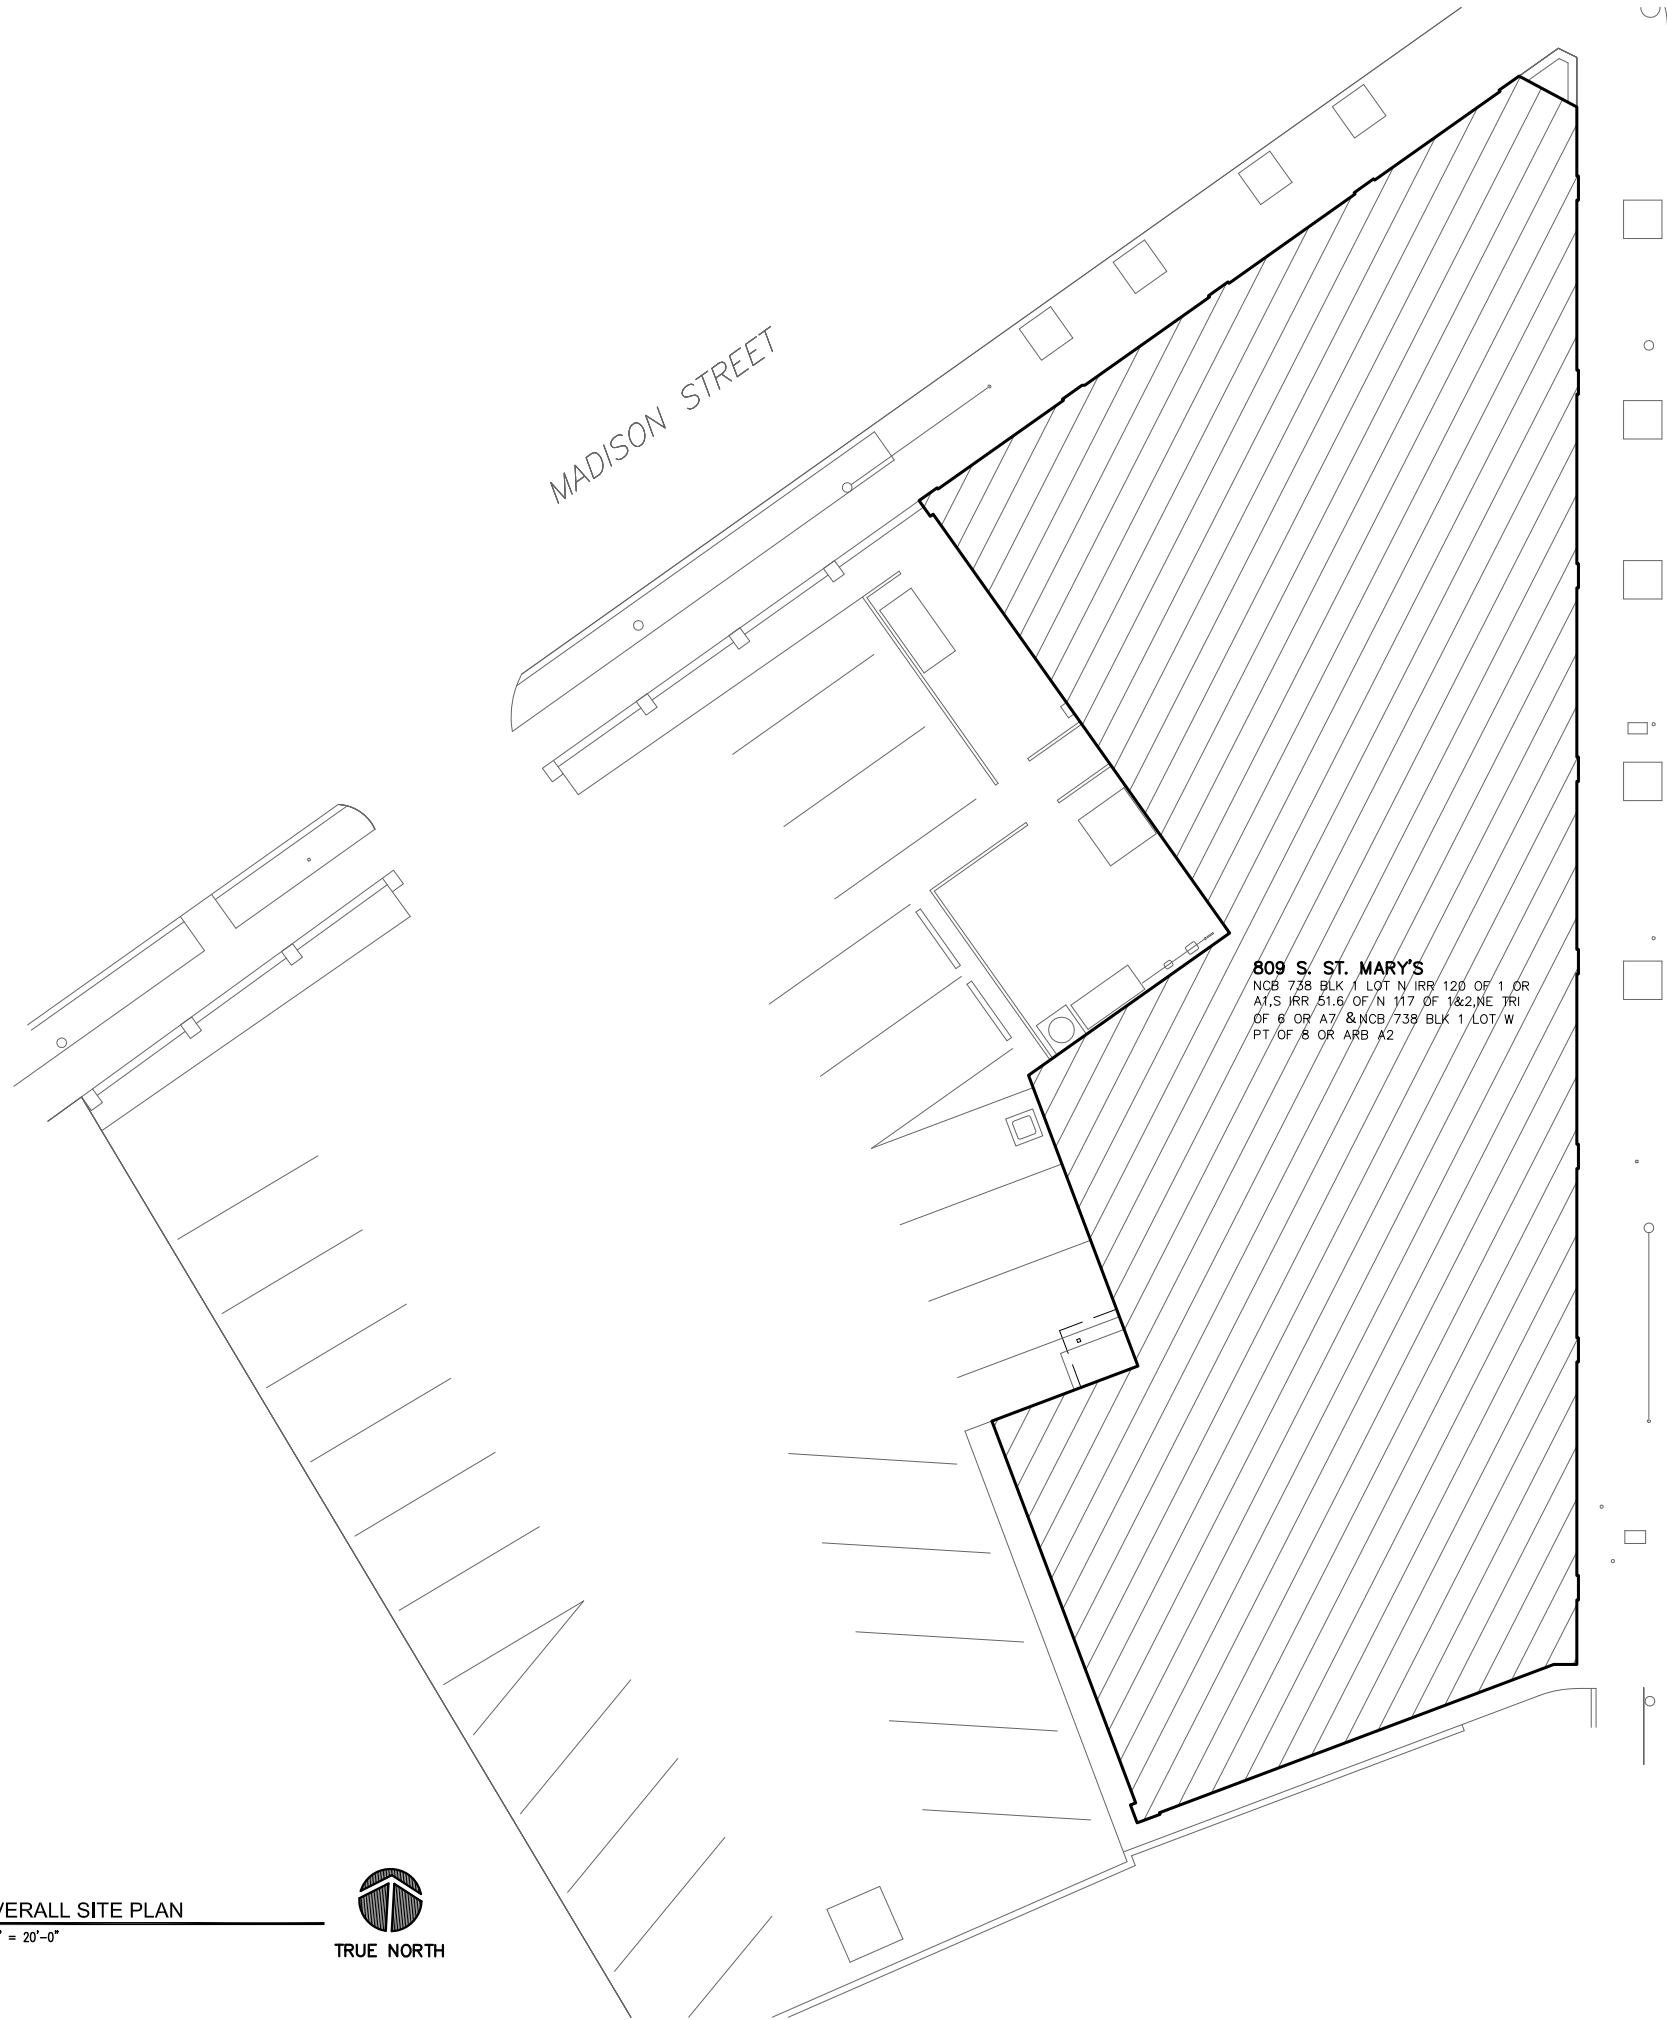 MADISON STREET
809 S. ST. MARY'S
NCB 738 BLK 1 LOT N IRR 120 OF 1 OR
A1,S IRR 51.6 OF N 117 OF 1&2,NE TRI
OF 6 OR A7 & NCB 738 BLK 1 LOT W
PT OF 8 OR ARB A2
VERALL SITE PLAN
" = 20'-0"
TRUE NORTH